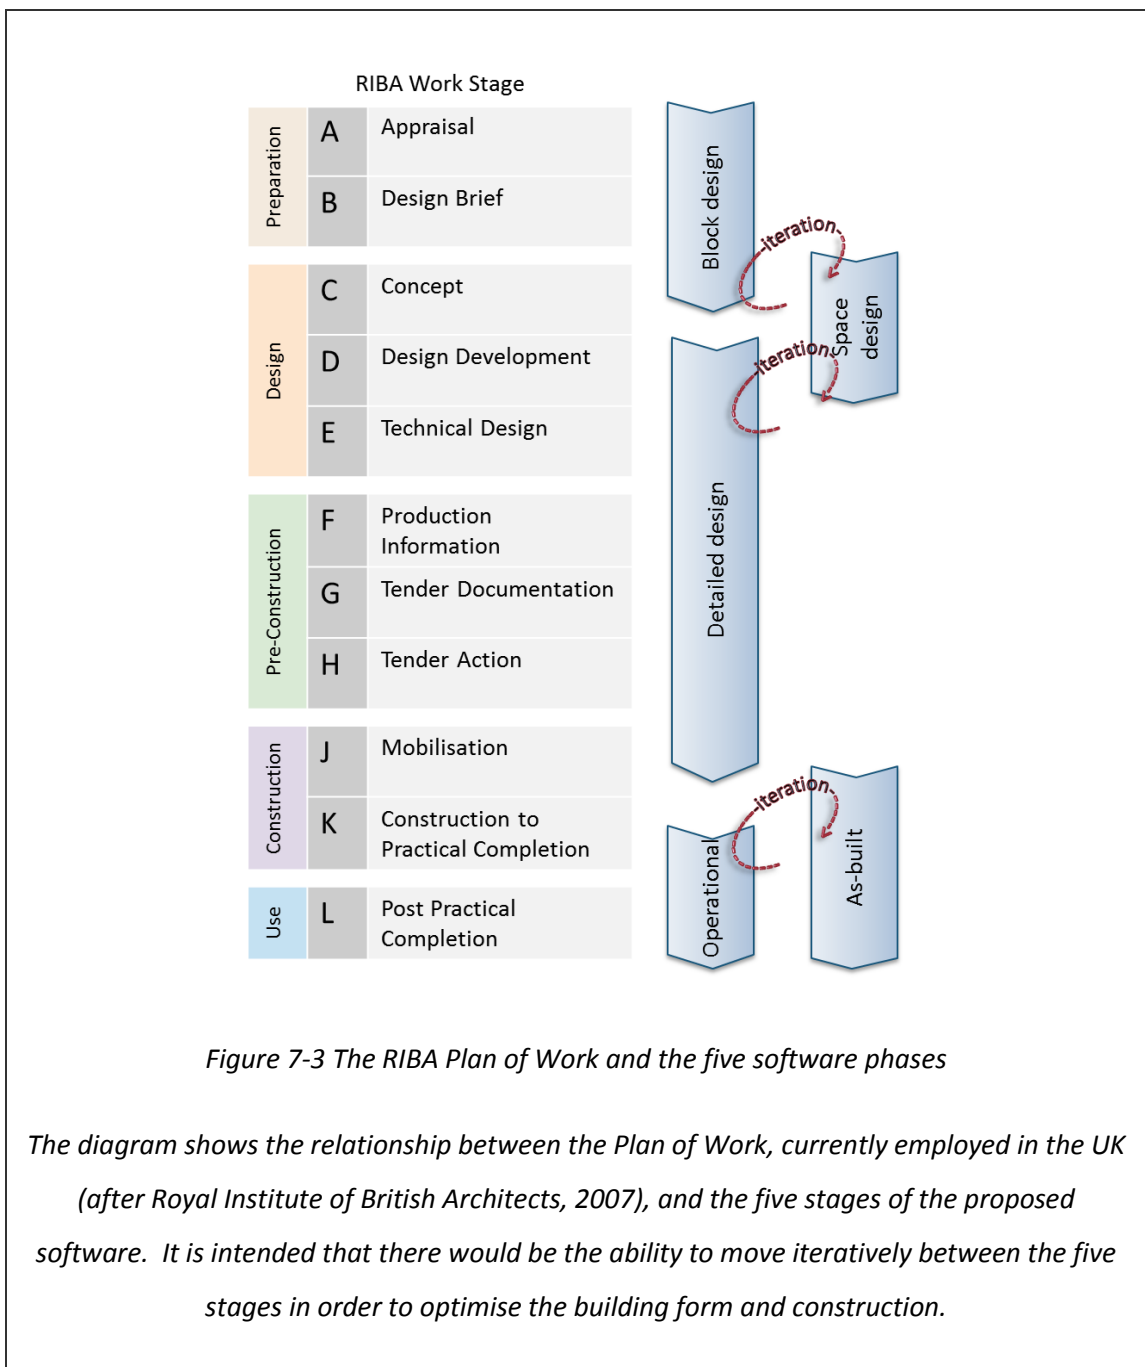 RIBA Work Stage
Preparation
A
Appraisal
B
Design Brief
Design
C
Concept
D
Design Development
E
Technical Design
Pre-Construction
F
Production
Information
G
Tender Documentation
H
Tender Action
Construction
J
Mobilisation
K
Construction to
Practical Completion
Use
L
Post Practical
Completion
Block design
-iteration-
Space
design
-iteration-
Detailed design
-iteration-
Operational
As-built
Figure 7-3 The RIBA Plan of Work and the five software phases
The diagram shows the relationship between the Plan of Work, currently employed in the UK
(after Royal Institute of British Architects, 2007), and the five stages of the proposed
software.  It is intended that there would be the ability to move iteratively between the five
stages in order to optimise the building form and construction.